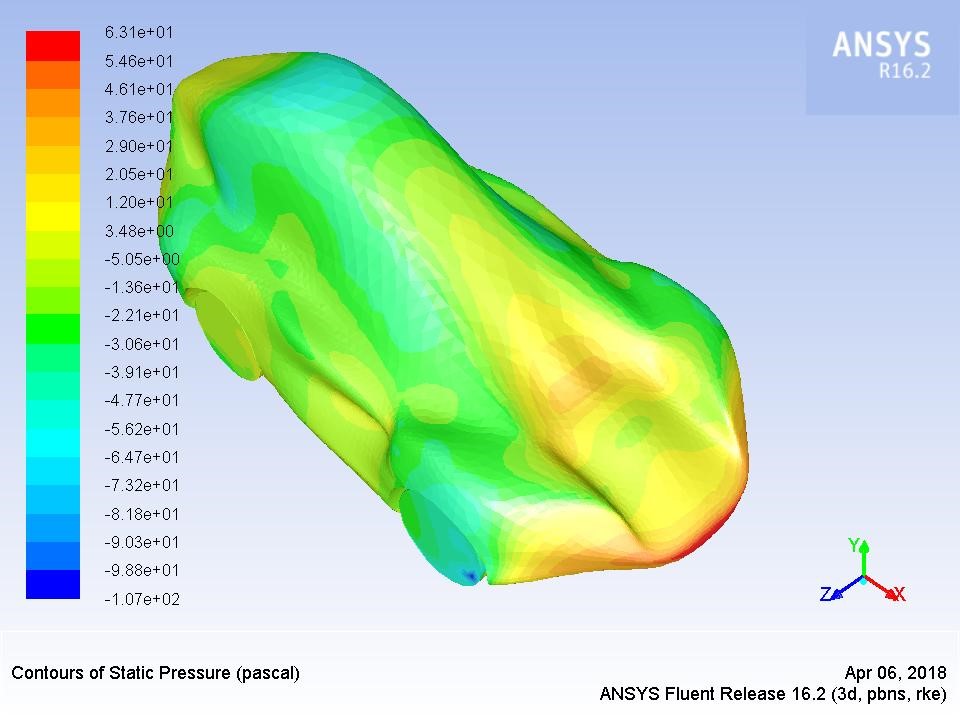 6.31e+01
5.46e+01
4.61e+01
3.76e+01
2.90e+01
2.05e+01
1.20e+01
3.48e+00
-5.05e+00
-1.36e+01
-2.21e+01
-3.06e+01
-3.91e+01
-4.77e+01
-5.62e+01
-6.47e+01
-7.32e+01
-8.18e+01
-9.03e+01
-9.88e+01
-1.07e+02
ANSYS
R16.2
Y
Z
X
Contours of Static Pressure (pascal)
Apr 06, 2018
ANSYS Fluent Release 16.2 (3d, pbns, rke)